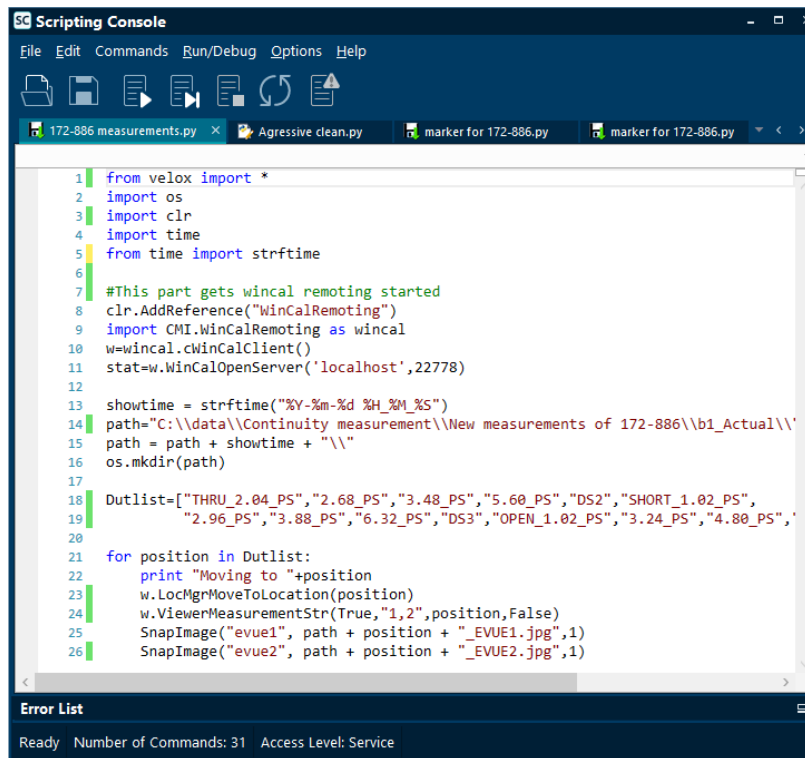 SC Scripting Console
File Edit Commands Run/Debug Options Help
172-886 measurements.py × Agressive clean.py marker for 172-886.py marker for 172-886.py
1 from velox import *
2 import os
3 import clr
4 import time
5 from time import strftime
6
7 #This part gets wincal remoting started
8 clr.AddReference("WinCalRemoting")
9 import CMI.WinCalRemoting as wincal
10 w=wincal.cWinCalClient()
11 stat=w.WinCalOpenServer('localhost',22778)
12
13 showtime = strftime("%Y-%m-%d %H_%M_%S")
14 path="C:\\data\\Continuity measurement\\New measurements of 172-886\\b1_Actual\\"
15 path = path + showtime + "\\"
16 os.mkdir(path)
17
18 Dutlist=["THRU_2.04_PS","2.68_PS","3.48_PS","5.60_PS","DS2","SHORT_1.02_PS",
19 "2.96_PS","3.88_PS","6.32_PS","DS3","OPEN_1.02_PS","3.24_PS","4.80_PS","
20
21 for position in Dutlist:
22 print "Moving to "+position
23 w.LocMgrMoveToLocation(position)
24 w.ViewerMeasurementStr(True,"1,2",position,False)
25 SnapImage("evue1", path + position + "_EVUE1.jpg",1)
26 SnapImage("evue2", path + position + "_EVUE2.jpg",1)
Error List
Ready Number of Commands: 31 Access Level: Service